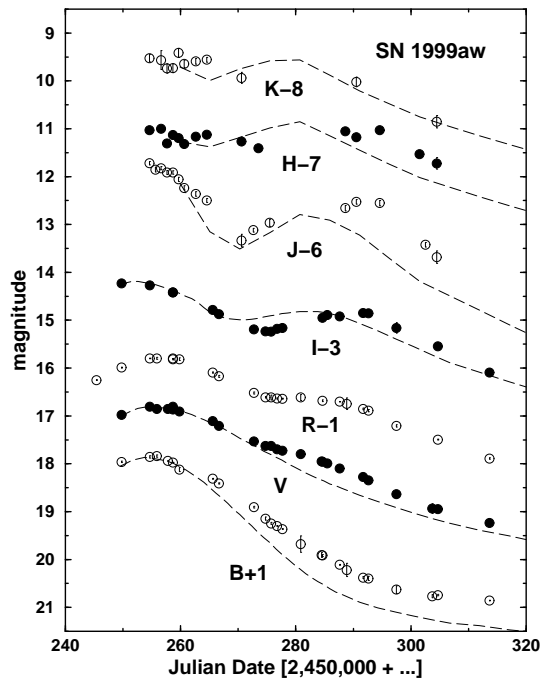 SN 1999aw
K−8
H−7
J−6
I−3
R−1
V
B+1
magnitude
9
10
11
12
13
14
15
16
17
18
19
20
21
240
260
280
300
320
Julian Date [2,450,000 + ...]